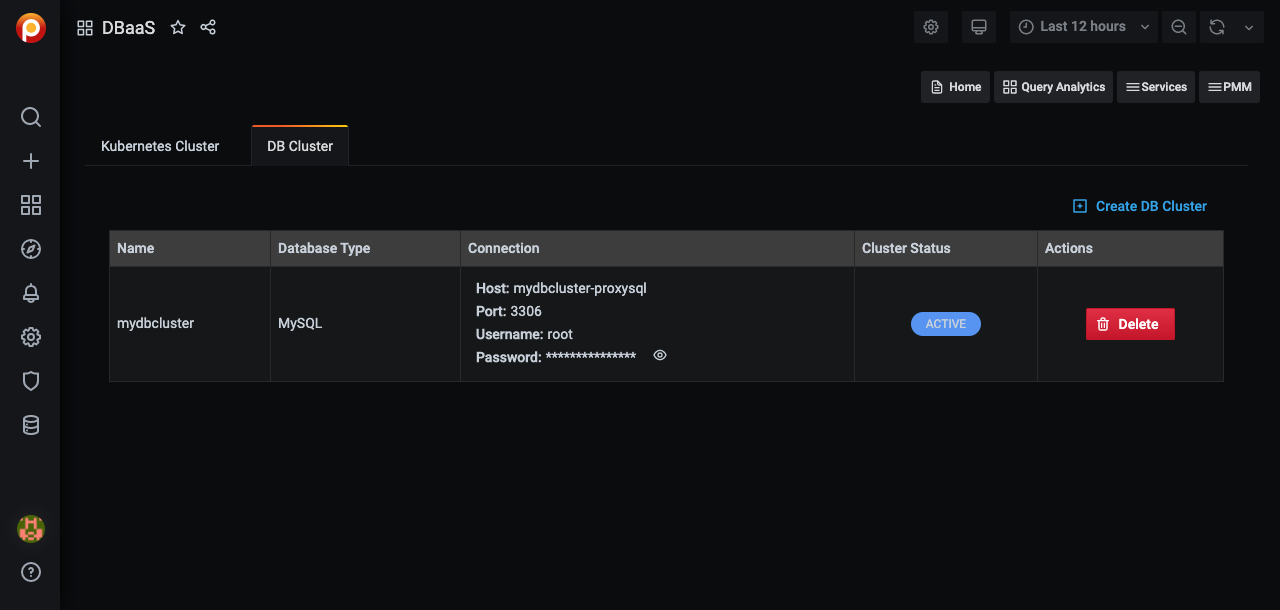 DBaaS
Last 12 hours
Home Query Analytics Services PMM
Kubernetes Cluster DB Cluster
Create DB Cluster
Name Database Type Connection Cluster Status Actions
mydbcluster MySQL
Host: mydbcluster-proxysql
Port: 3306
Username: root
Password: ***************
ACTIVE
Delete